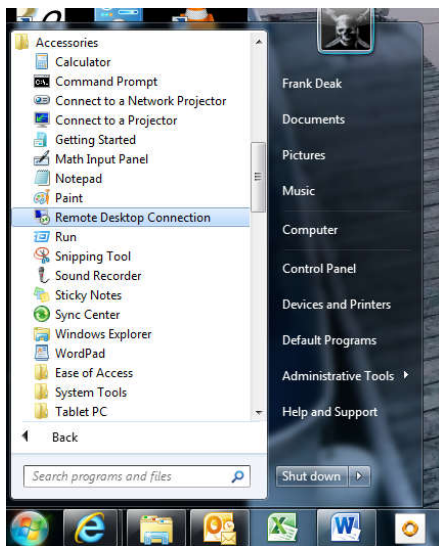 Accessories
Calculator
Command Prompt
Connect to a Network Projector
Connect to a Projector
Getting Started
Math Input Panel
Notepad
Paint
Remote Desktop Connection
Run
Snipping Tool
Sound Recorder
Sticky Notes
Sync Center
Windows Explorer
WordPad
Ease of Access
System Tools
Tablet PC
Back
Search programs and files
Frank Deak
Documents
Pictures
Music
Computer
Control Panel
Devices and Printers
Default Programs
Administrative Tools
Help and Support
Shut down